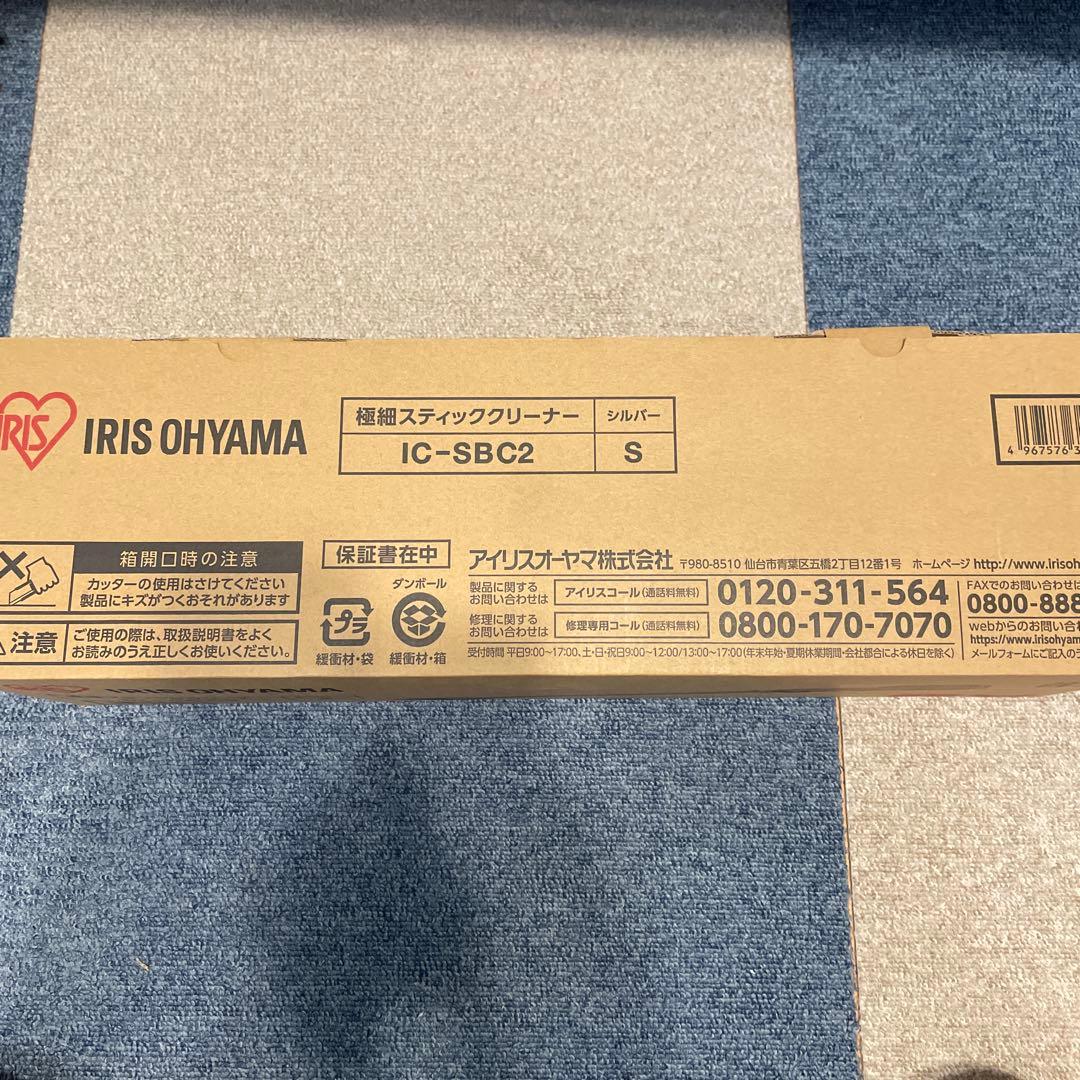 IRIS
IRIS OHYAMA
極細スティッククリーナー
シルバー
IC-SBC2
S
4 967576 3
箱開口時の注意
カッターの使用はさけてください
製品にキズがつくおそれがあります
注意
ご使用の際は、取扱説明書をよく
お読みのうえ正しくお使いください。
保証書在中
プラ
緩衝材・袋
ダンボール
緩衝材・箱
アイリスオーヤマ株式会社 〒980-8510 仙台市青葉区五橋2丁目12番1号 ホームページ http://www.irisoh
製品に関する
お問い合わせは
アイリスコール(通話料無料)
0120-311-564
修理に関する
お問い合わせは
修理専用コール(通話料無料)
0800-170-7070
受付時間 平日9:00~17:00、土・日・祝日9:00~12:00/13:00~17:00(年末年始・夏期休業期間・会社都合による休日を除く)
FAXでのお問い合わせは
0800-888
webからのお問い合わ
https://www.irisohyama
メールフォームにご記入のう
IRIS OHYAMA